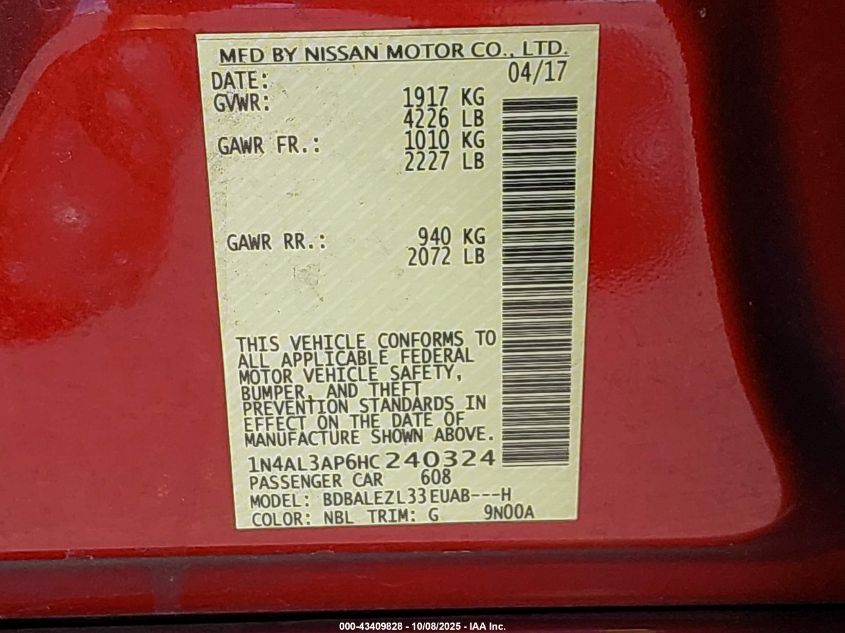 MFD BY NISSAN MOTOR CO., LTD.
DATE: 04/17
GVWR: 1917 KG
4226 LB
GAWR FR.: 1010 KG
2227 LB
GAWR RR.: 940 KG
2072 LB
THIS VEHICLE CONFORMS TO
ALL APPLICABLE FEDERAL
MOTOR VEHICLE SAFETY,
BUMPER, AND THEFT
PREVENTION STANDARDS IN
EFFECT ON THE DATE OF
MANUFACTURE SHOWN ABOVE.
1N4AL3AP6HC240324
PASSENGER CAR 608
MODEL: BDBALEZL33EUAB---H
COLOR: NBL TRIM: G 9N00A
000-43409828 - 10/08/2025 - IAA Inc.